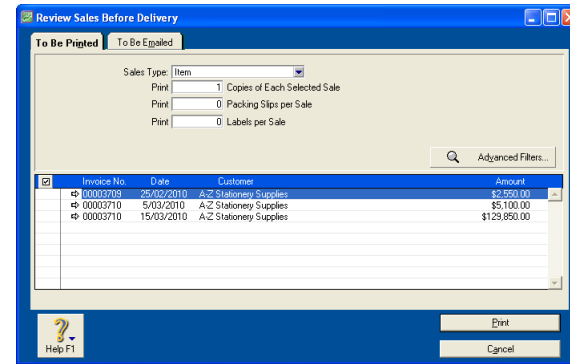 Review Sales Before Delivery
To Be Printed To Be Emailed
Sales Type: Item
Print 1 Copies of Each Selected Sale
Print 0 Packing Slips per Sale
Print 0 Labels per Sale
Advanced Filters...
Invoice No. Date Customer Amount
00003709 25/02/2010 A-Z Stationery Supplies $2,550.00
00003710 5/03/2010 A-Z Stationery Supplies $5,100.00
00003710 15/03/2010 A-Z Stationery Supplies $129,850.00
Print
Help F1
Cancel